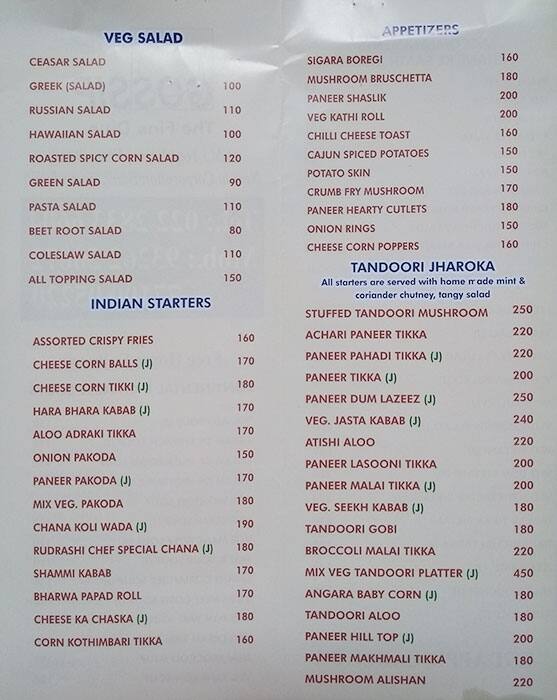 VEG SALAD
CEASAR SALAD
GREEK (SALAD) 100
RUSSIAN SALAD 110
HAWAIIAN SALAD 100
ROASTED SPICY CORN SALAD 120
GREEN SALAD 90
PASTA SALAD 110
BEET ROOT SALAD 80
COLESLAW SALAD 110
ALL TOPPING SALAD 150
INDIAN STARTERS
ASSORTED CRISPY FRIES 160
CHEESE CORN BALLS (J) 170
CHEESE CORN TIKKI (J) 180
HARA BHARA KABAB (J) 170
ALOO ADRAKI TIKKA 170
ONION PAKODA 150
PANEER PAKODA (J) 170
MIX VEG. PAKODA 180
CHANA KOLI WADA (J) 190
RUDRASHI CHEF SPECIAL CHANA (J) 180
SHAMMI KABAB 170
BHARWA PAPAD ROLL 170
CHEESE KA CHASKA (J) 180
CORN KOTHIMBARI TIKKA 160
APPETIZERS
SIGARA BOREGI 160
MUSHROOM BRUSCHETTA 180
PANEER SHASLIK 200
VEG KATHI ROLL 200
CHILLI CHEESE TOAST 160
CAJUN SPICED POTATOES 150
POTATO SKIN 150
CRUMB FRY MUSHROOM 170
PANEER HEARTY CUTLETS 180
ONION RINGS 150
CHEESE CORN POPPERS 160
TANDOORI JHAROKA
All starters are served with home made mint &
coriander chutney, tangy salad
STUFFED TANDOORI MUSHROOM 250
ACHARI PANEER TIKKA 220
PANEER PAHADI TIKKA (J) 220
PANEER TIKKA (J) 200
PANEER DUM LAZEEZ (J) 250
VEG. JASTA KABAB (J) 240
ATISHI ALOO 220
PANEER LASOONI TIKKA 200
PANEER MALAI TIKKA (J) 200
VEG. SEEKH KABAB (J) 180
TANDOORI GOBI 180
BROCCOLI MALAI TIKKA 220
MIX VEG TANDOORI PLATTER (J) 450
ANGARA BABY CORN (J) 180
TANDOORI ALOO 180
PANEER HILL TOP (J) 200
PANEER MAKHMALI TIKKA 180
MUSHROOM ALISHAN 220